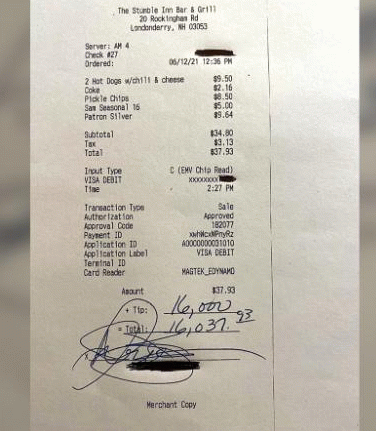 The Stumble Inn Bar & Grill
20 Rockingham Rd
Londonderry, NH 03053
Server: AM 4
Check #27
Ordered: 06/12/21 12:36 PM
2 Hot Dogs w/chili & cheese $9.50
Coke $2.16
Pickle Chips $8.50
Sam Seasonal 16 $5.00
Patron Silver $9.64
Subtotal $34.80
Tax $3.13
Total $37.93
Input Type C (EMV Chip Read)
VISA DEBIT xxxxxxxx
Time 2:27 PM
Transaction Type Sale
Authorization Approved
Approval Code 182077
Payment ID
Application ID A0000000031010
Application Label VISA DEBIT
Terminal ID
Card Reader MAGTEK_EDYNAMO
Amount $37.93
+ Tip: 16,000
= Total: 16,037.93
Merchant Copy